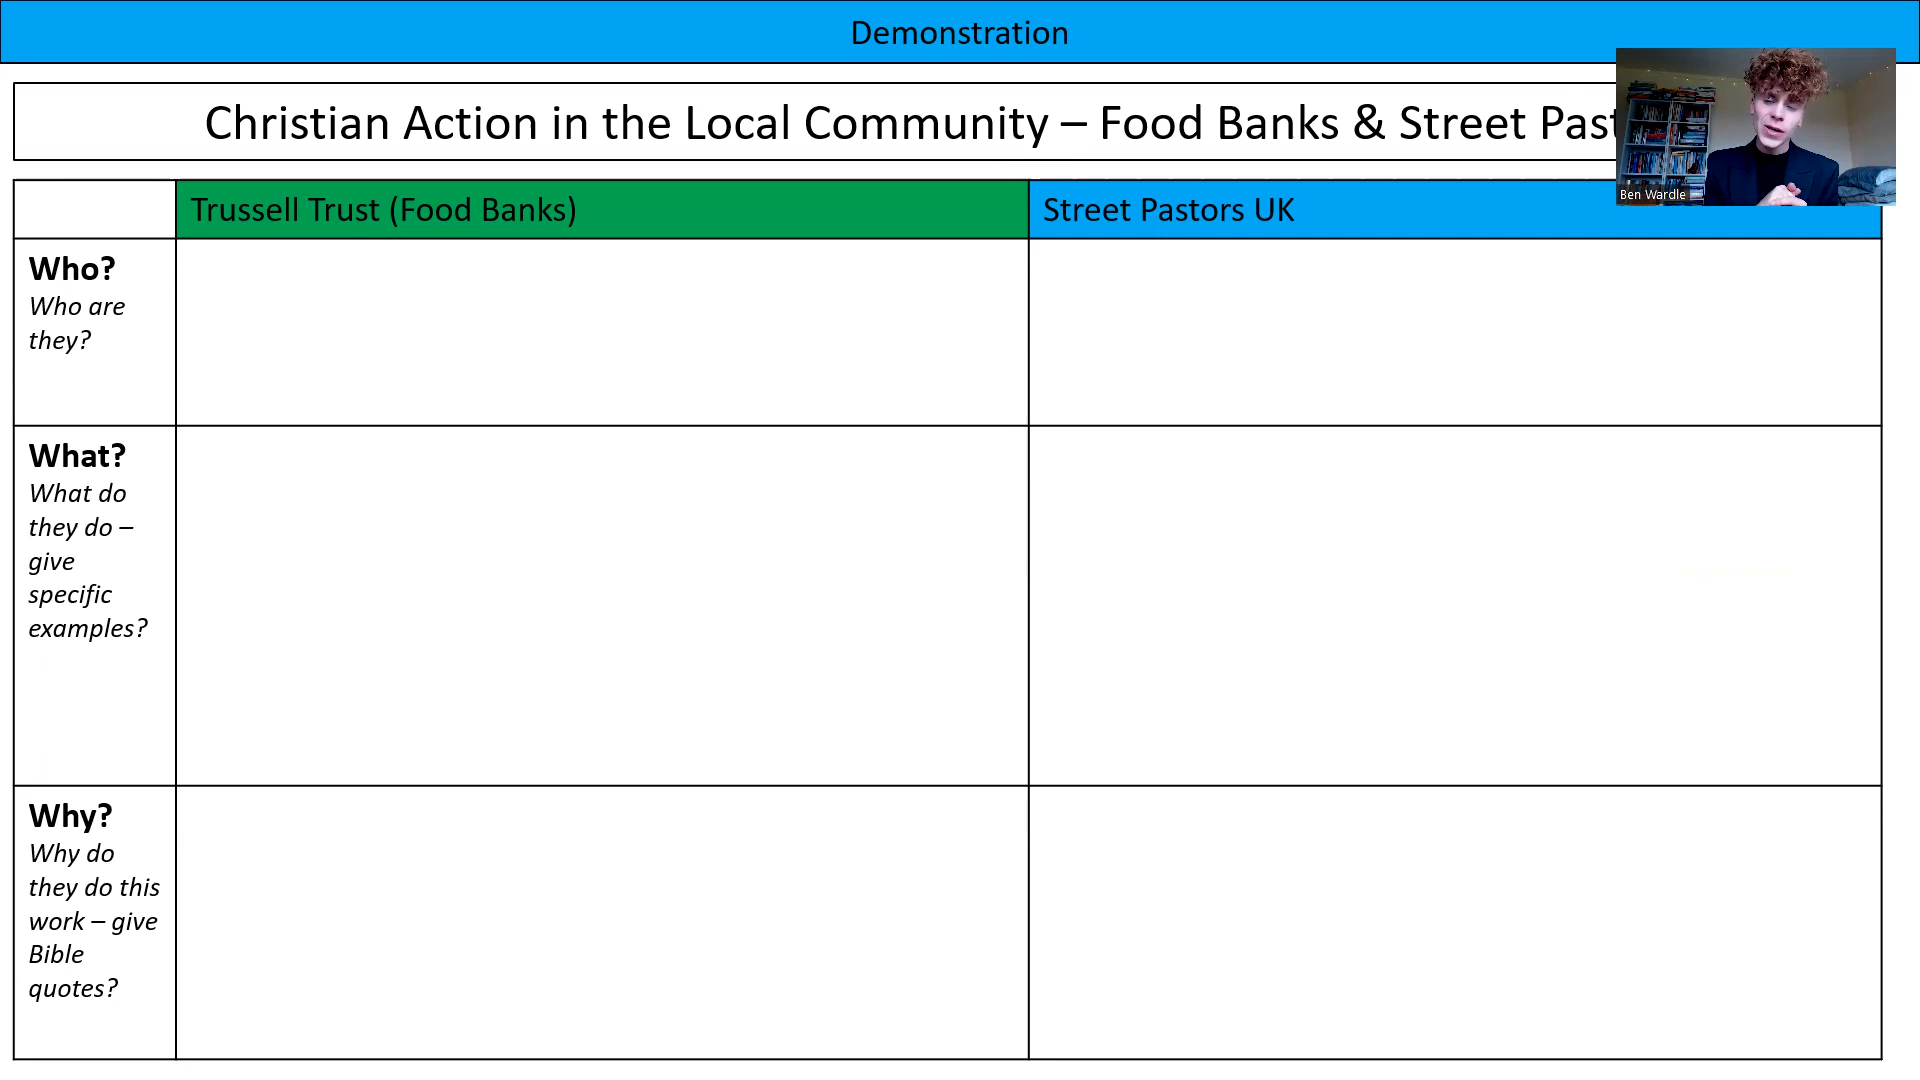 Demonstration
Christian Action in the Local Community – Food Banks & Street
Ben Wardle
Trussell Trust (Food Banks)
Street Pastors UK
Who?
Who are
they?
What?
What do
they do –
give
specific
examples?
Why?
Why do
they do this
work – give
Bible
quotes?